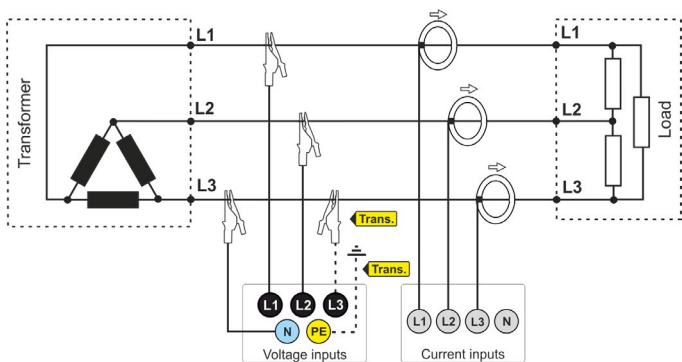 L1
L1
L2
L2
L3
L3
Transformer
Load
Trans.
Trans.
L1
L2
L3
N
PE
Voltage inputs
L1
L2
L3
N
Current inputs